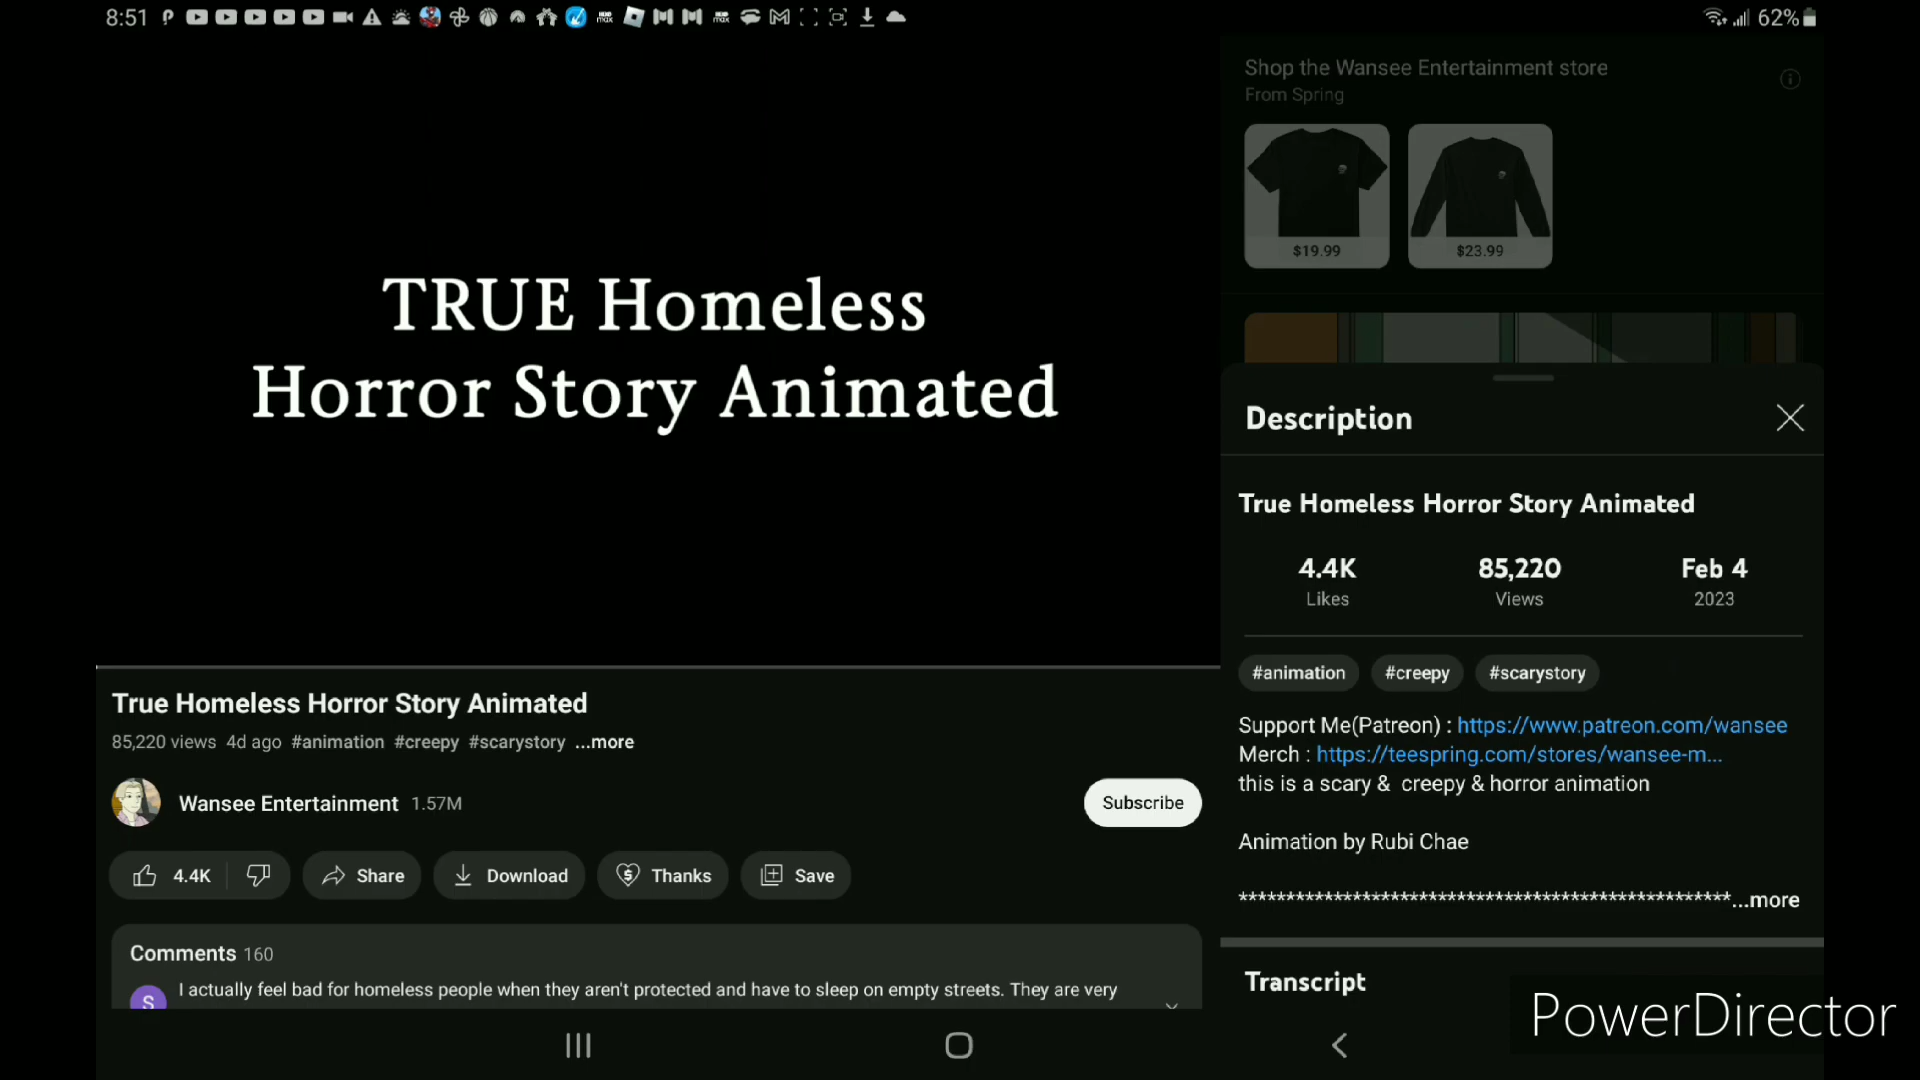 8:51
62%
TRUE Homeless
Horror Story Animated
True Homeless Horror Story Animated
85,220 views 4d ago #animation #creepy #scarystory ...more
Wansee Entertainment 1.57M
Subscribe
4.4K
Share
Download
Thanks
Save
Comments 160
S
I actually feel bad for homeless people when they aren't protected and have to sleep on empty streets. They are very
Shop the Wansee Entertainment store
From Spring
$19.99
$23.99
Description
True Homeless Horror Story Animated
4.4K 85,220 Feb 4
Likes Views 2023
#animation #creepy #scarystory
Support Me(Patreon) : https://www.patreon.com/wansee
Merch : https://teespring.com/stores/wansee-m...
this is a scary & creepy & horror animation
Animation by Rubi Chae
****************************************************...more
Transcript
PowerDirector